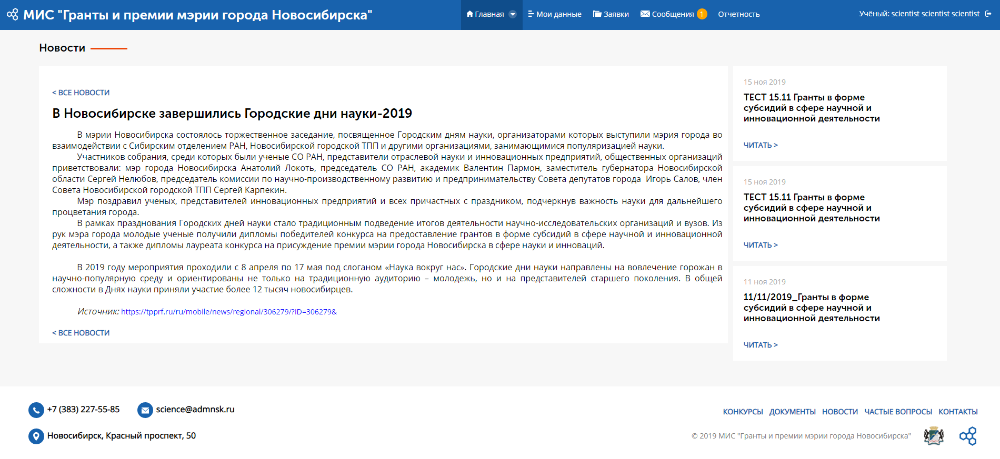 МИС "Гранты и премии мэрии города Новосибирска"
Главная
Мои данные
Заявки
Сообщения 1
Отчетность
Учёный: scientist scientist scientist
Новости
< ВСЕ НОВОСТИ
В Новосибирске завершились Городские дни науки-2019
В мэрии Новосибирска состоялось торжественное заседание, посвященное Городским дням науки, организаторами которых выступили мэрия города во
взаимодействии с Сибирским отделением РАН, Новосибирской городской ТПП и другими организациями, занимающимися популяризацией науки.
Участников собрания, среди которых были ученые СО РАН, представители отраслевой науки и инновационных предприятий, общественных организаций
приветствовали: мэр города Новосибирска Анатолий Локоть, председатель СО РАН, академик Валентин Пармон, заместитель губернатора Новосибирской
области Сергей Нелюбов, председатель комиссии по научно-производственному развитию и предпринимательству Совета депутатов города Игорь Салов, член
Совета Новосибирской городской ТПП Сергей Карпекин.
Мэр поздравил ученых, представителей инновационных предприятий и всех причастных с праздником, подчеркнув важность науки для дальнейшего
процветания города.
В рамках празднования Городских дней науки стало традиционным подведение итогов деятельности научно-исследовательских организаций и вузов. Из
рук мэра города молодые ученые получили дипломы победителей конкурса на предоставление грантов в форме субсидий в сфере научной и инновационной
деятельности, а также дипломы лауреата конкурса на присуждение премии мэрии города Новосибирска в сфере науки и инноваций.
В 2019 году мероприятия проходили с 8 апреля по 17 мая под слоганом «Наука вокруг нас». Городские дни науки направлены на вовлечение горожан в
научно-популярную среду и ориентированы не только на традиционную аудиторию – молодежь, но и на представителей старшего поколения. В общей
сложности в Днях науки приняли участие более 12 тысяч новосибирцев.
Источник: https://tpprf.ru/ru/mobile/news/regional/306279/?ID=306279&
< ВСЕ НОВОСТИ
15 ноя 2019
ТЕСТ 15.11 Гранты в форме
субсидий в сфере научной и
инновационной деятельности
ЧИТАТЬ >
15 ноя 2019
ТЕСТ 15.11 Гранты в форме
субсидий в сфере научной и
инновационной деятельности
ЧИТАТЬ >
11 ноя 2019
11/11/2019_Гранты в форме
субсидий в сфере научной и
инновационной деятельности
ЧИТАТЬ >
+7 (383) 227-55-85
science@admnsk.ru
Новосибирск, Красный проспект, 50
КОНКУРСЫ ДОКУМЕНТЫ НОВОСТИ ЧАСТЫЕ ВОПРОСЫ КОНТАКТЫ
© 2019 МИС "Гранты и премии мэрии города Новосибирска"